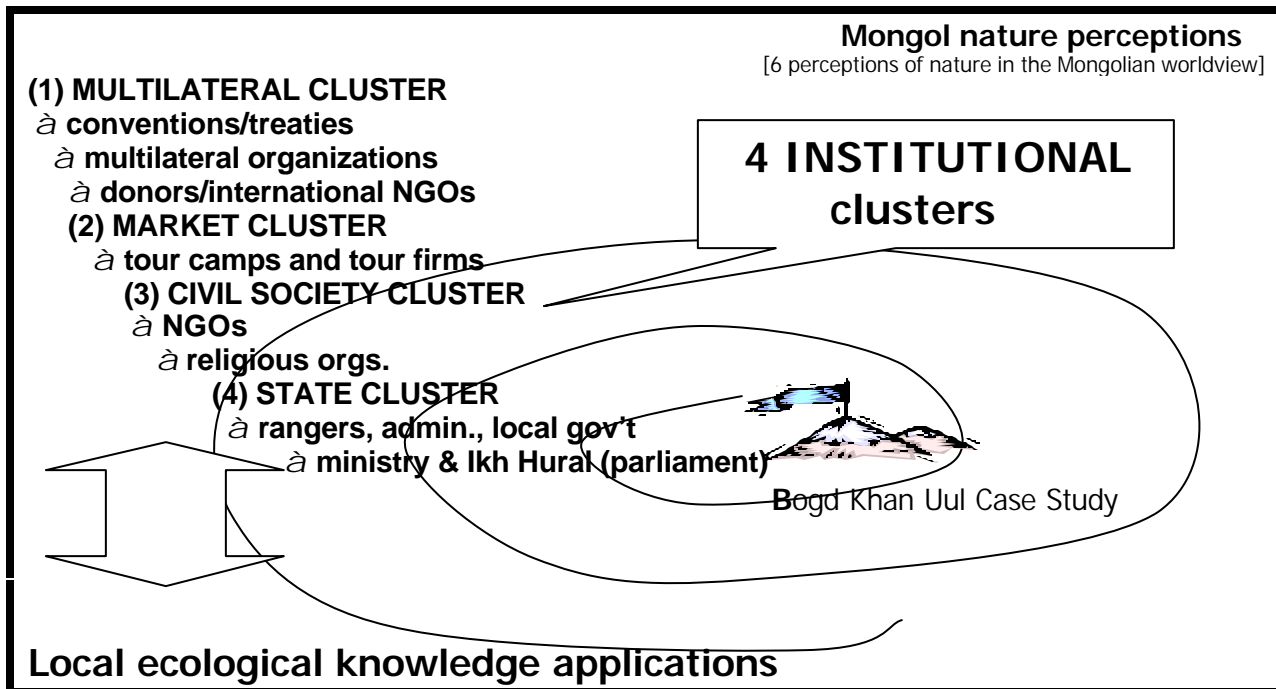 Mongol nature perceptions
[6 perceptions of nature in the Mongolian worldview]
(1) MULTILATERAL CLUSTER
à conventions/treaties
à multilateral organizations
à donors/international NGOs
(2) MARKET CLUSTER
à tour camps and tour firms
(3) CIVIL SOCIETY CLUSTER
à NGOs
à religious orgs.
(4) STATE CLUSTER
à rangers, admin., local gov't
à ministry & Ikh Hural (parliament)
4 INSTITUTIONAL
clusters
Bogd Khan Uul Case Study
Local ecological knowledge applications